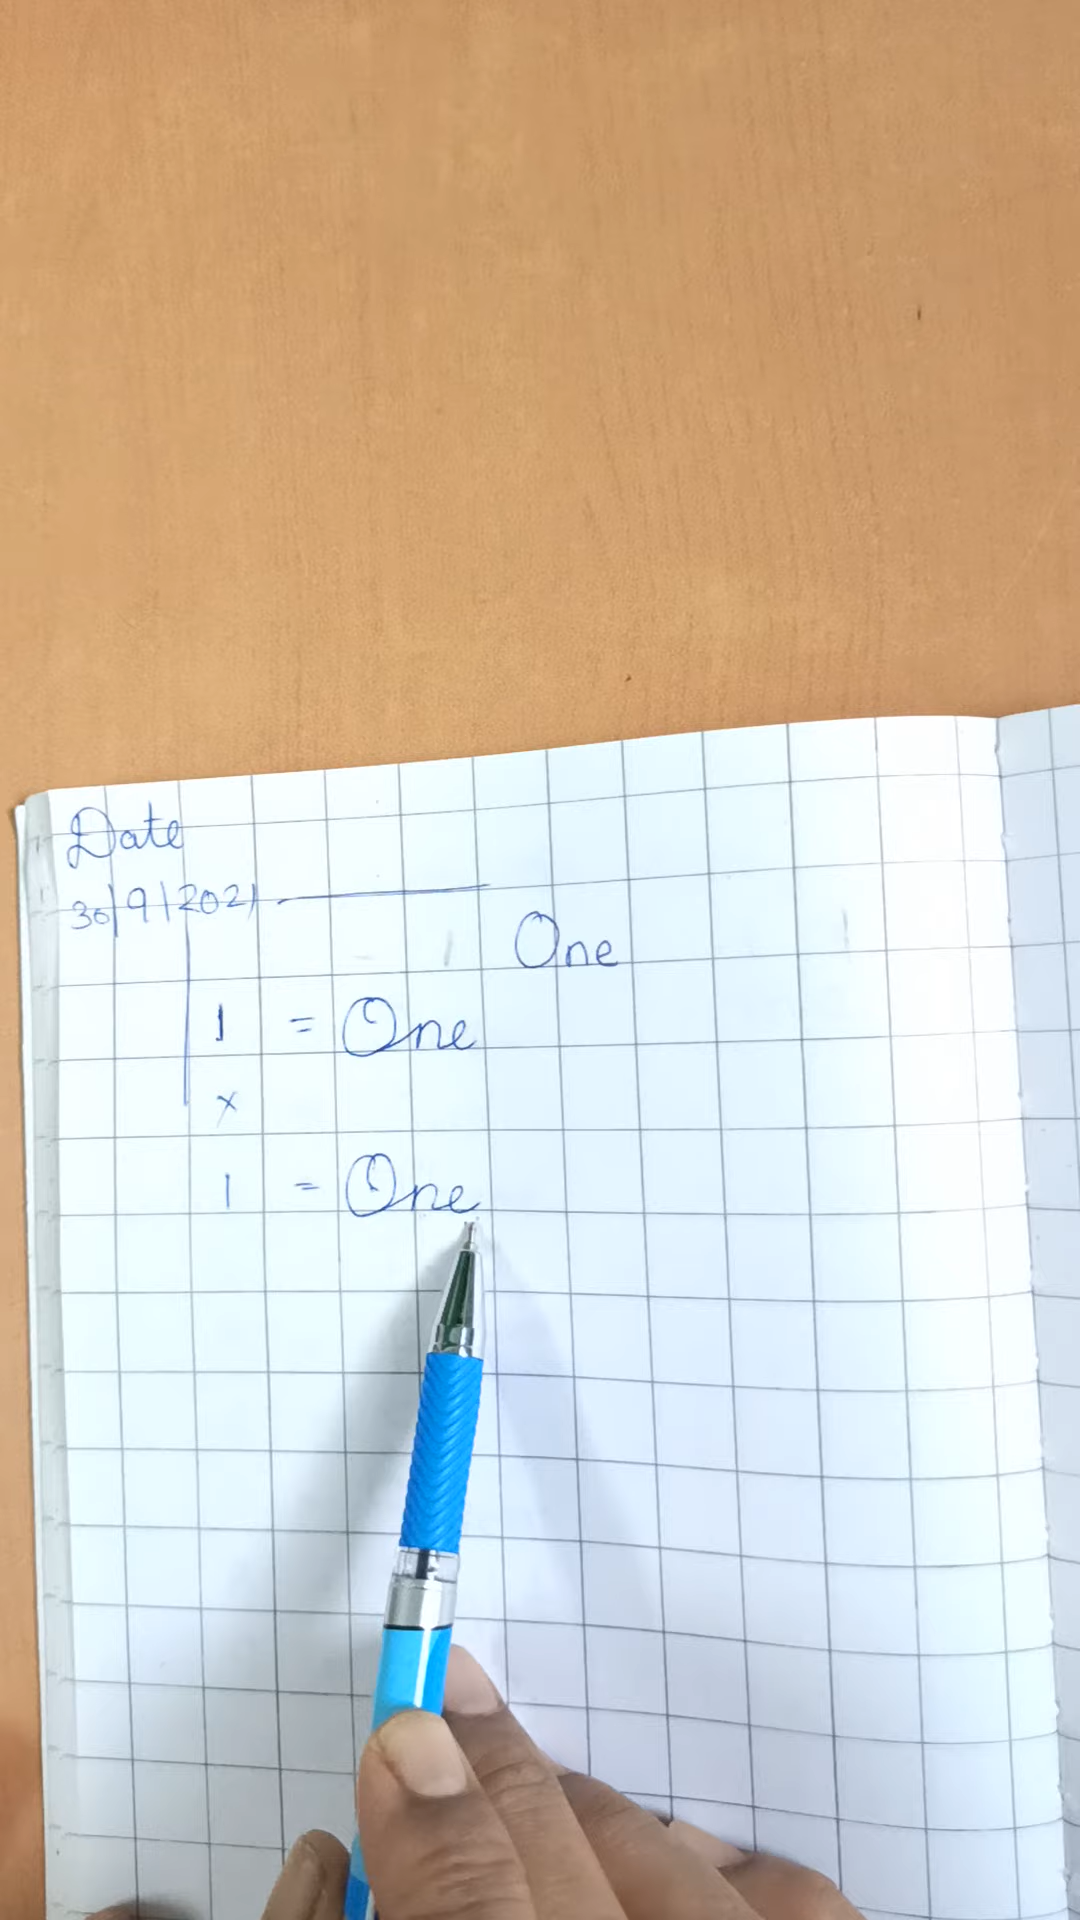 Date
30/9/2021
One
1 = One
x
1 = One